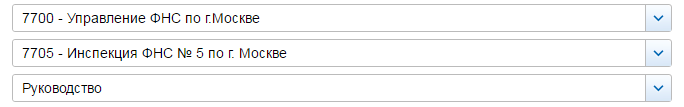 7700 - Управление ФНС по г.Москве
7705 - Инспекция ФНС № 5 по г. Москве
Руководство